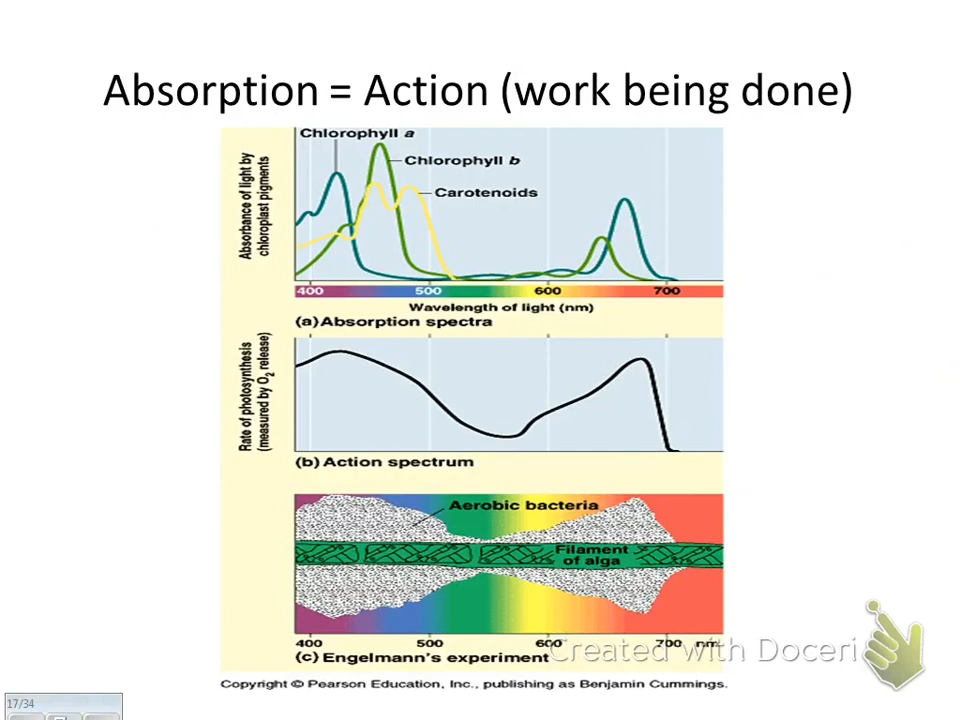 Absorption = Action (work being done)
Chlorophyll a
Chlorophyll b
Carotenoids
Absorbance of light by
chloroplast pigments
400 500 600 700
Wavelength of light (nm)
(a) Absorption spectra
Rate of photosynthesis
(measured by O2 release)
(b) Action spectrum
Aerobic bacteria
Filament
of alga
400 500 600 700 nm
(c) Engelmann's experiment
Created with Doceri
Copyright © Pearson Education, Inc., publishing as Benjamin Cummings.
17/34